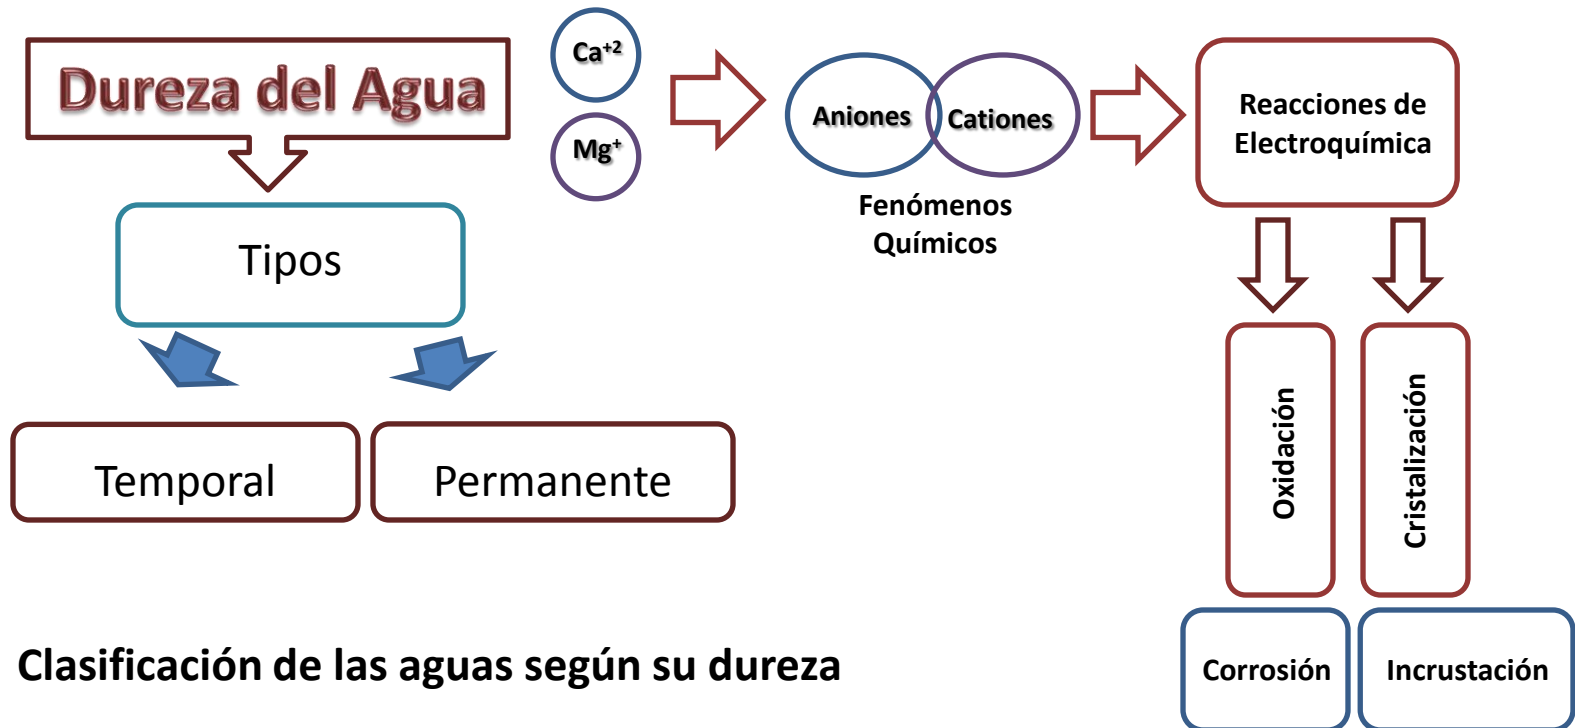 Dureza del Agua
Tipos
Temporal
Permanente
Ca⁺²
Mg⁺
Aniones
Cationes
Fenómenos
Químicos
Reacciones de
Electroquímica
Oxidación
Cristalización
Corrosión
Incrustación
Clasificación de las aguas según su dureza